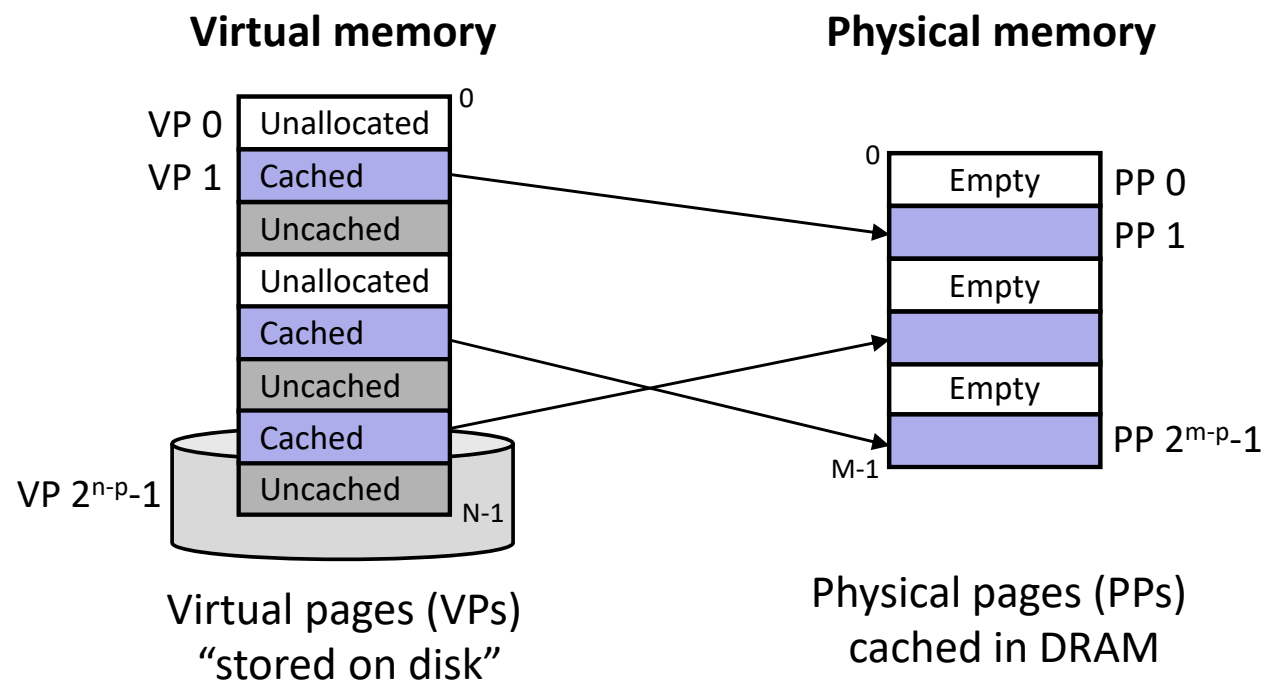 Virtual memory
Physical memory
0
VP 0
Unallocated
VP 1
Cached
Uncached
Unallocated
Cached
Uncached
Cached
VP 2ⁿ⁻ᵖ-1
Uncached
N-1
0
Empty
PP 0
PP 1
Empty
Empty
PP 2ᵐ⁻ᵖ-1
M-1
Virtual pages (VPs)
“stored on disk”
Physical pages (PPs)
cached in DRAM